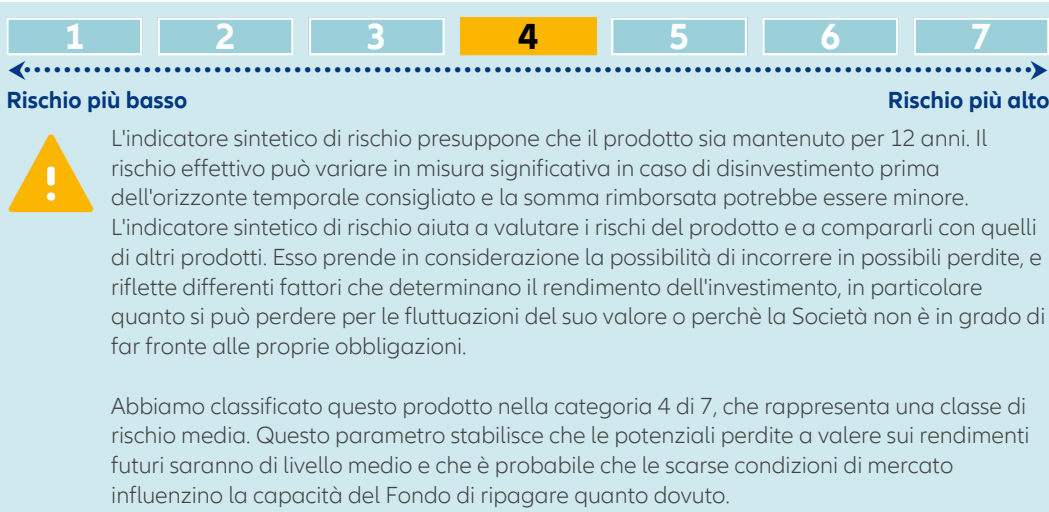 1 2 3 4 5 6 7
Rischio più basso Rischio più alto
L'indicatore sintetico di rischio presuppone che il prodotto sia mantenuto per 12 anni. Il
rischio effettivo può variare in misura significativa in caso di disinvestimento prima
dell'orizzonte temporale consigliato e la somma rimborsata potrebbe essere minore.
L'indicatore sintetico di rischio aiuta a valutare i rischi del prodotto e a compararli con quelli
di altri prodotti. Esso prende in considerazione la possibilità di incorrere in possibili perdite, e
riflette differenti fattori che determinano il rendimento dell'investimento, in particolare
quanto si può perdere per le fluttuazioni del suo valore o perchè la Società non è in grado di
far fronte alle proprie obbligazioni.
Abbiamo classificato questo prodotto nella categoria 4 di 7, che rappresenta una classe di
rischio media. Questo parametro stabilisce che le potenziali perdite a valere sui rendimenti
futuri saranno di livello medio e che è probabile che le scarse condizioni di mercato
influenzino la capacità del Fondo di ripagare quanto dovuto.